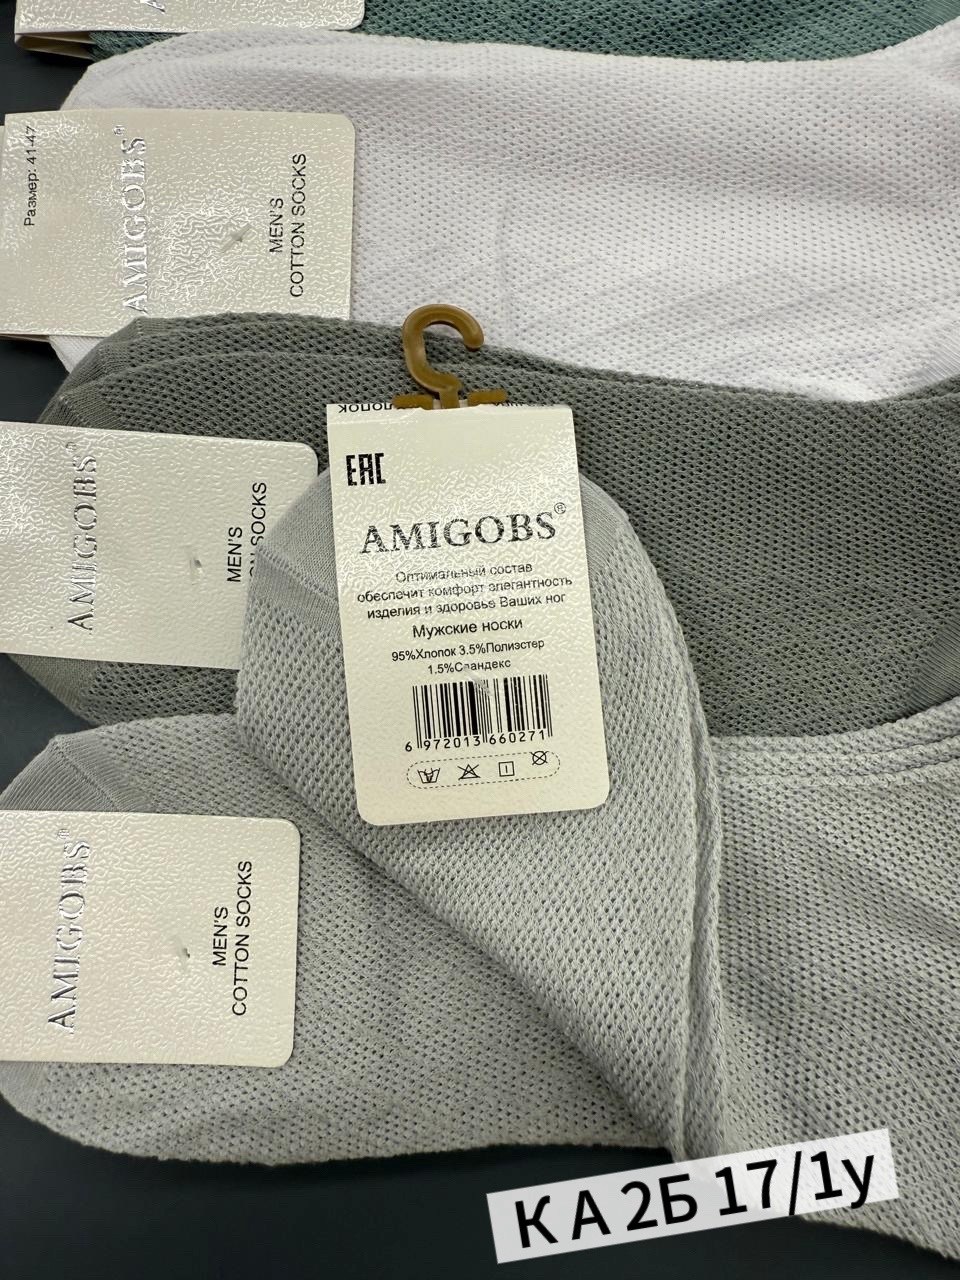 Размер: 41-47
AMIGOBS®
MEN'S
COTTON SOCKS
AMIGOBS®
MEN'S
SOCKS
ХЛОПОК
EAC
AMIGOBS®
Оптимальный состав
обеспечит комфорт элегантность
изделия и здоровье Ваших ног
Мужские носки
95%Хлопок 3.5%Полиэстер
1.5%Спандекс
6 972013 660271
AMIGOBS®
MEN'S
COTTON SOCKS
К А 2Б 17/1у